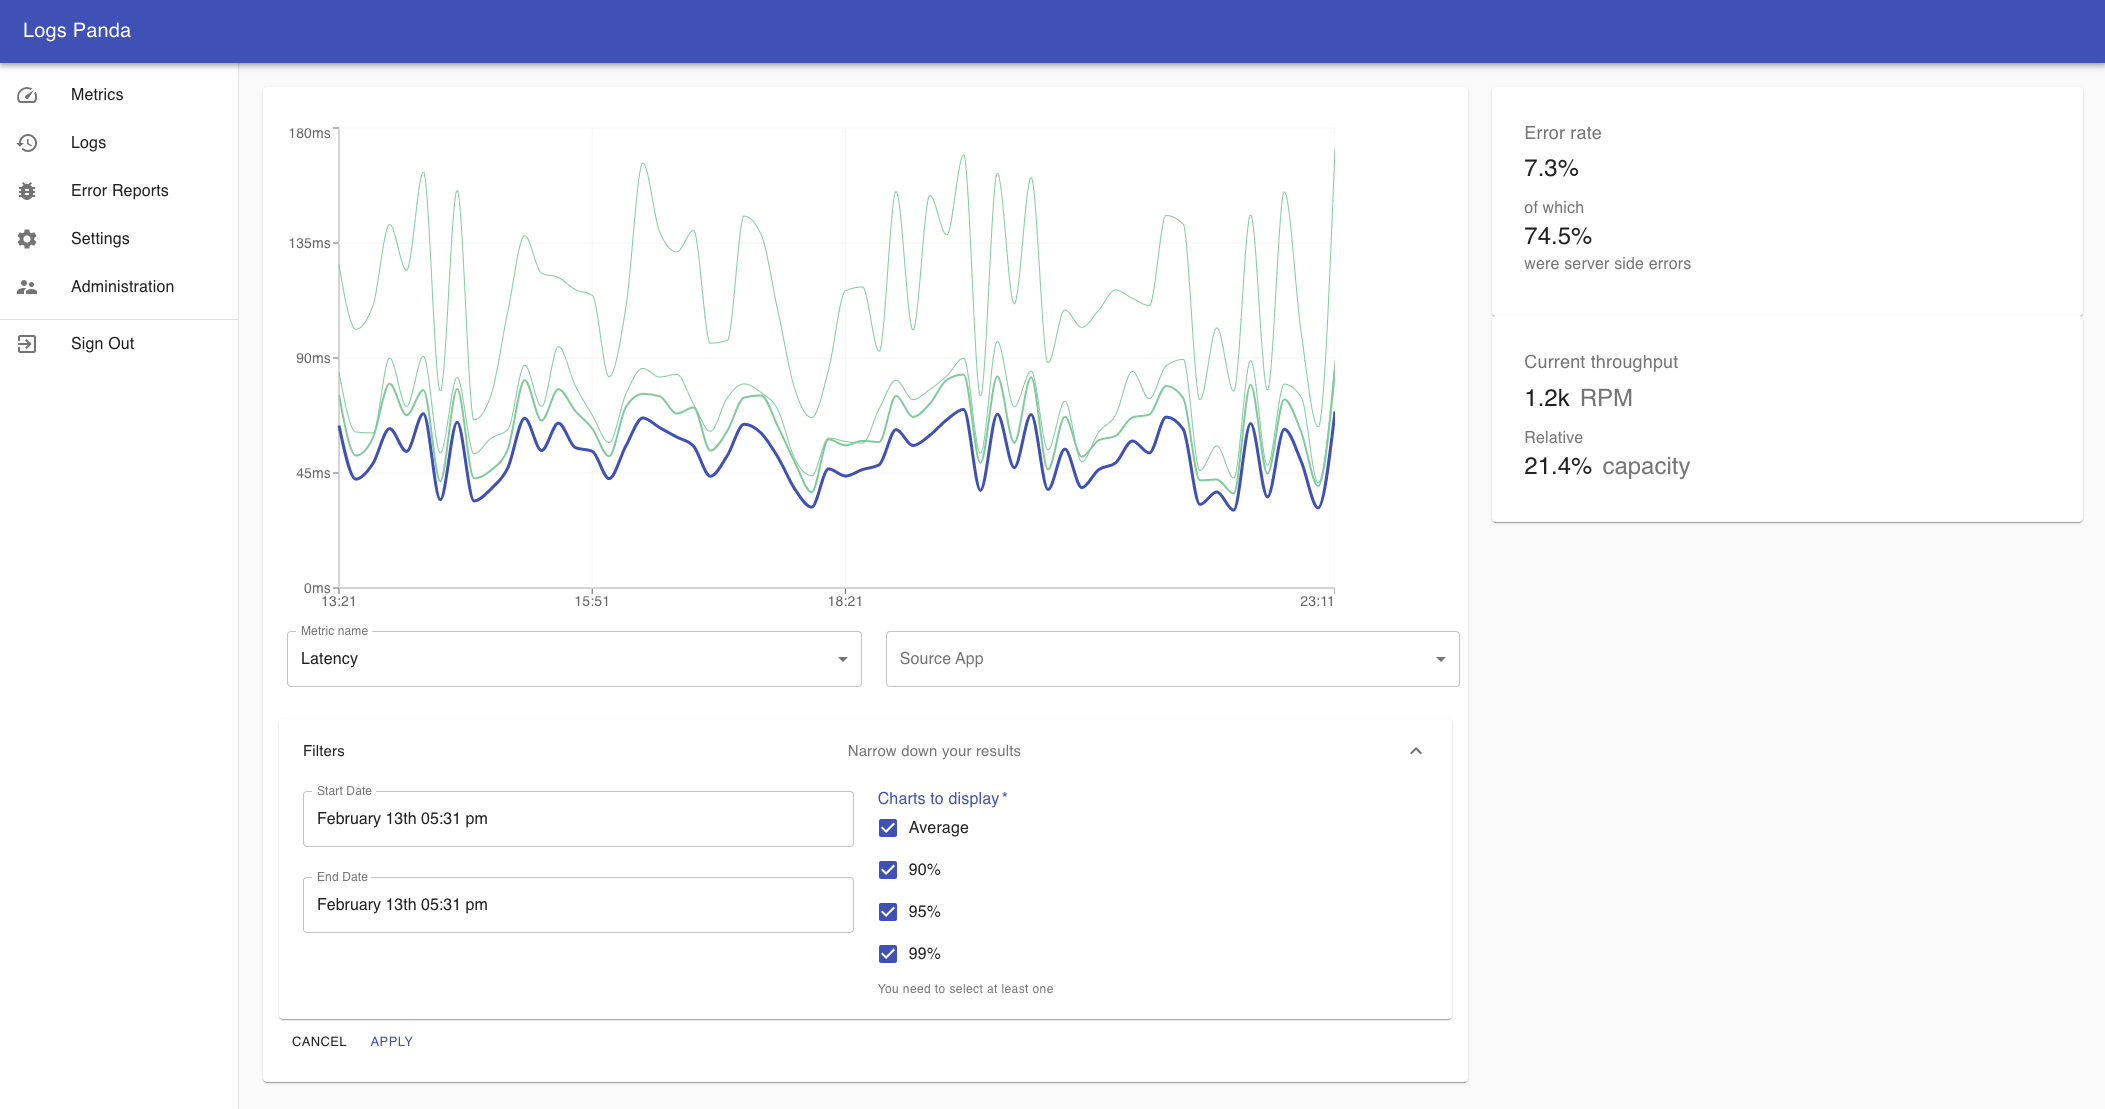 Logs Panda
Metrics
Logs
Error Reports
Settings
Administration
Sign Out
180ms
135ms
90ms
45ms
0ms
13:21
15:51
18:21
23:11
Metric name
Latency
Source App
Filters
Narrow down your results
Start Date
February 13th 05:31 pm
End Date
February 13th 05:31 pm
Charts to display *
Average
90%
95%
99%
You need to select at least one
CANCEL
APPLY
Error rate
7.3%
of which
74.5%
were server side errors
Current throughput
1.2k RPM
Relative
21.4% capacity